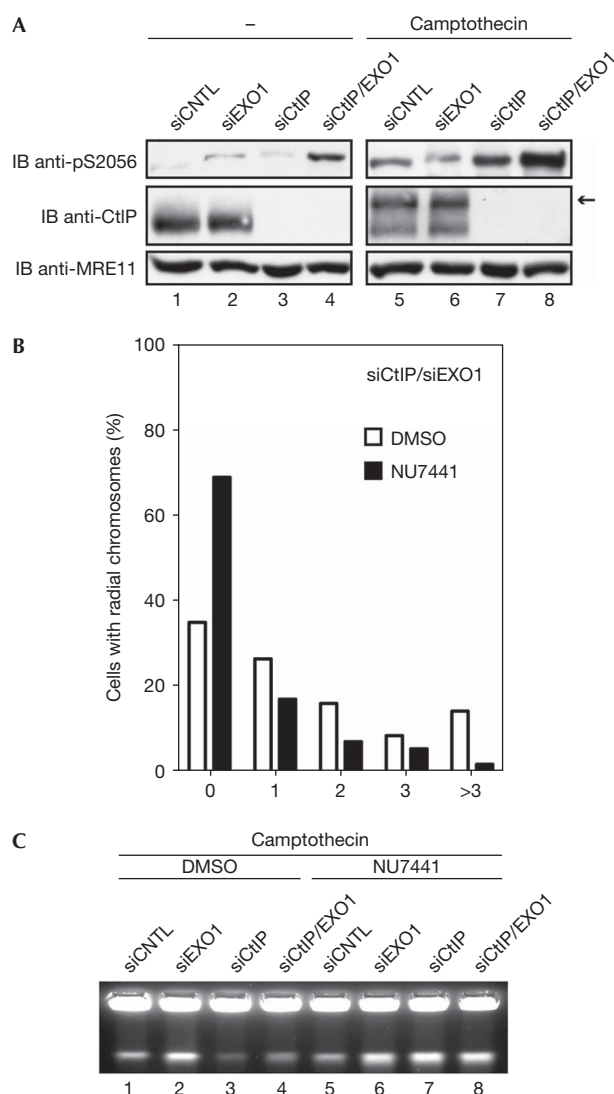 A
– Camptothecin
siCNTL siEXO1 siCtIP siCtIP/EXO1 siCNTL siEXO1 siCtIP siCtIP/EXO1
IB anti-pS2056
IB anti-CtIP ←
IB anti-MRE11
1 2 3 4 5 6 7 8
B
100
80
60
40
20
0
Cells with radial chromosomes (%)
siCtIP/siEXO1
DMSO
NU7441
0 1 2 3 >3
C
Camptothecin
DMSO NU7441
siCNTL siEXO1 siCtIP siCtIP/EXO1 siCNTL siEXO1 siCtIP siCtIP/EXO1
1 2 3 4 5 6 7 8